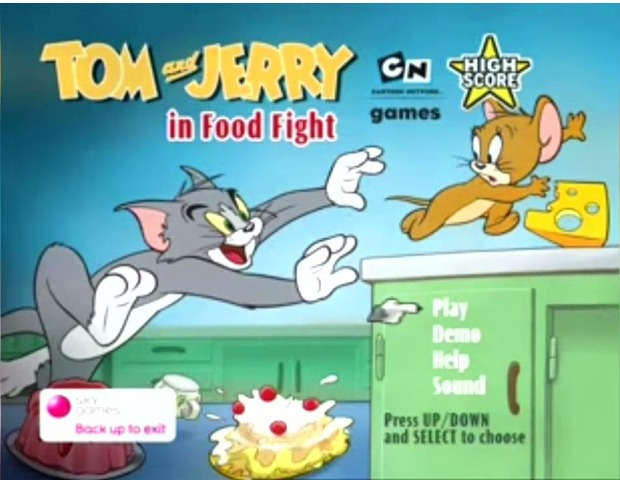 TOM and JERRY
in Food Fight
CN
CARTOON NETWORK
games
HIGH
SCORE
Play
Demo
Help
Sound
Press UP/DOWN
and SELECT to choose
sky
games
Back up to exit